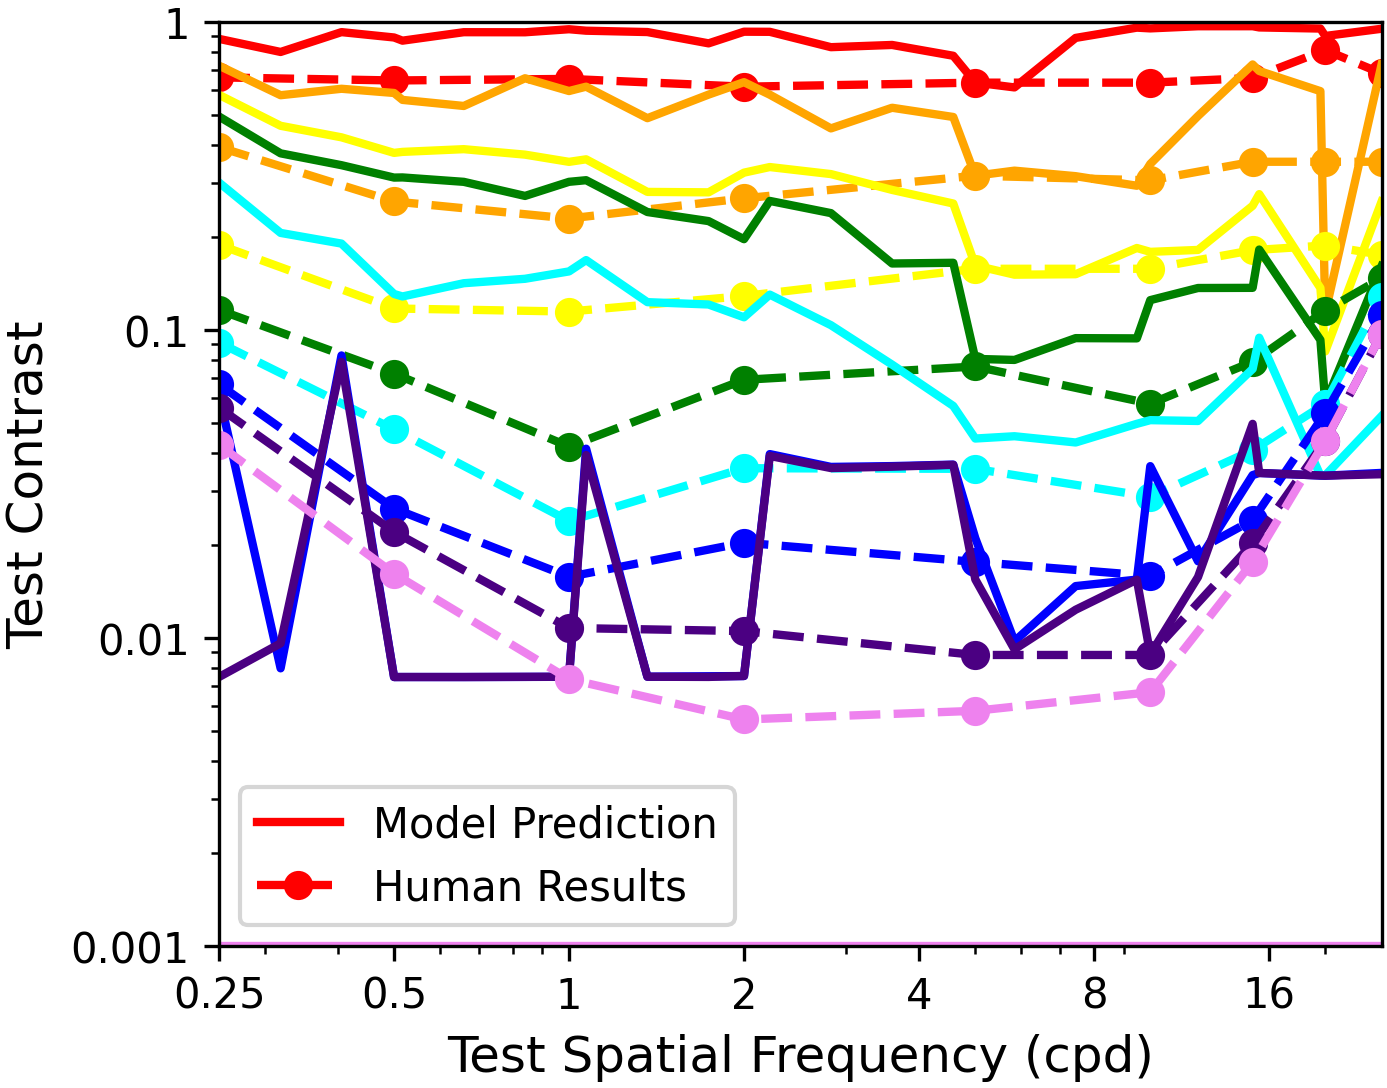 1
0.1
0.01
0.001
Test Contrast
Model Prediction
Human Results
0.25 0.5 1 2 4 8 16
Test Spatial Frequency (cpd)